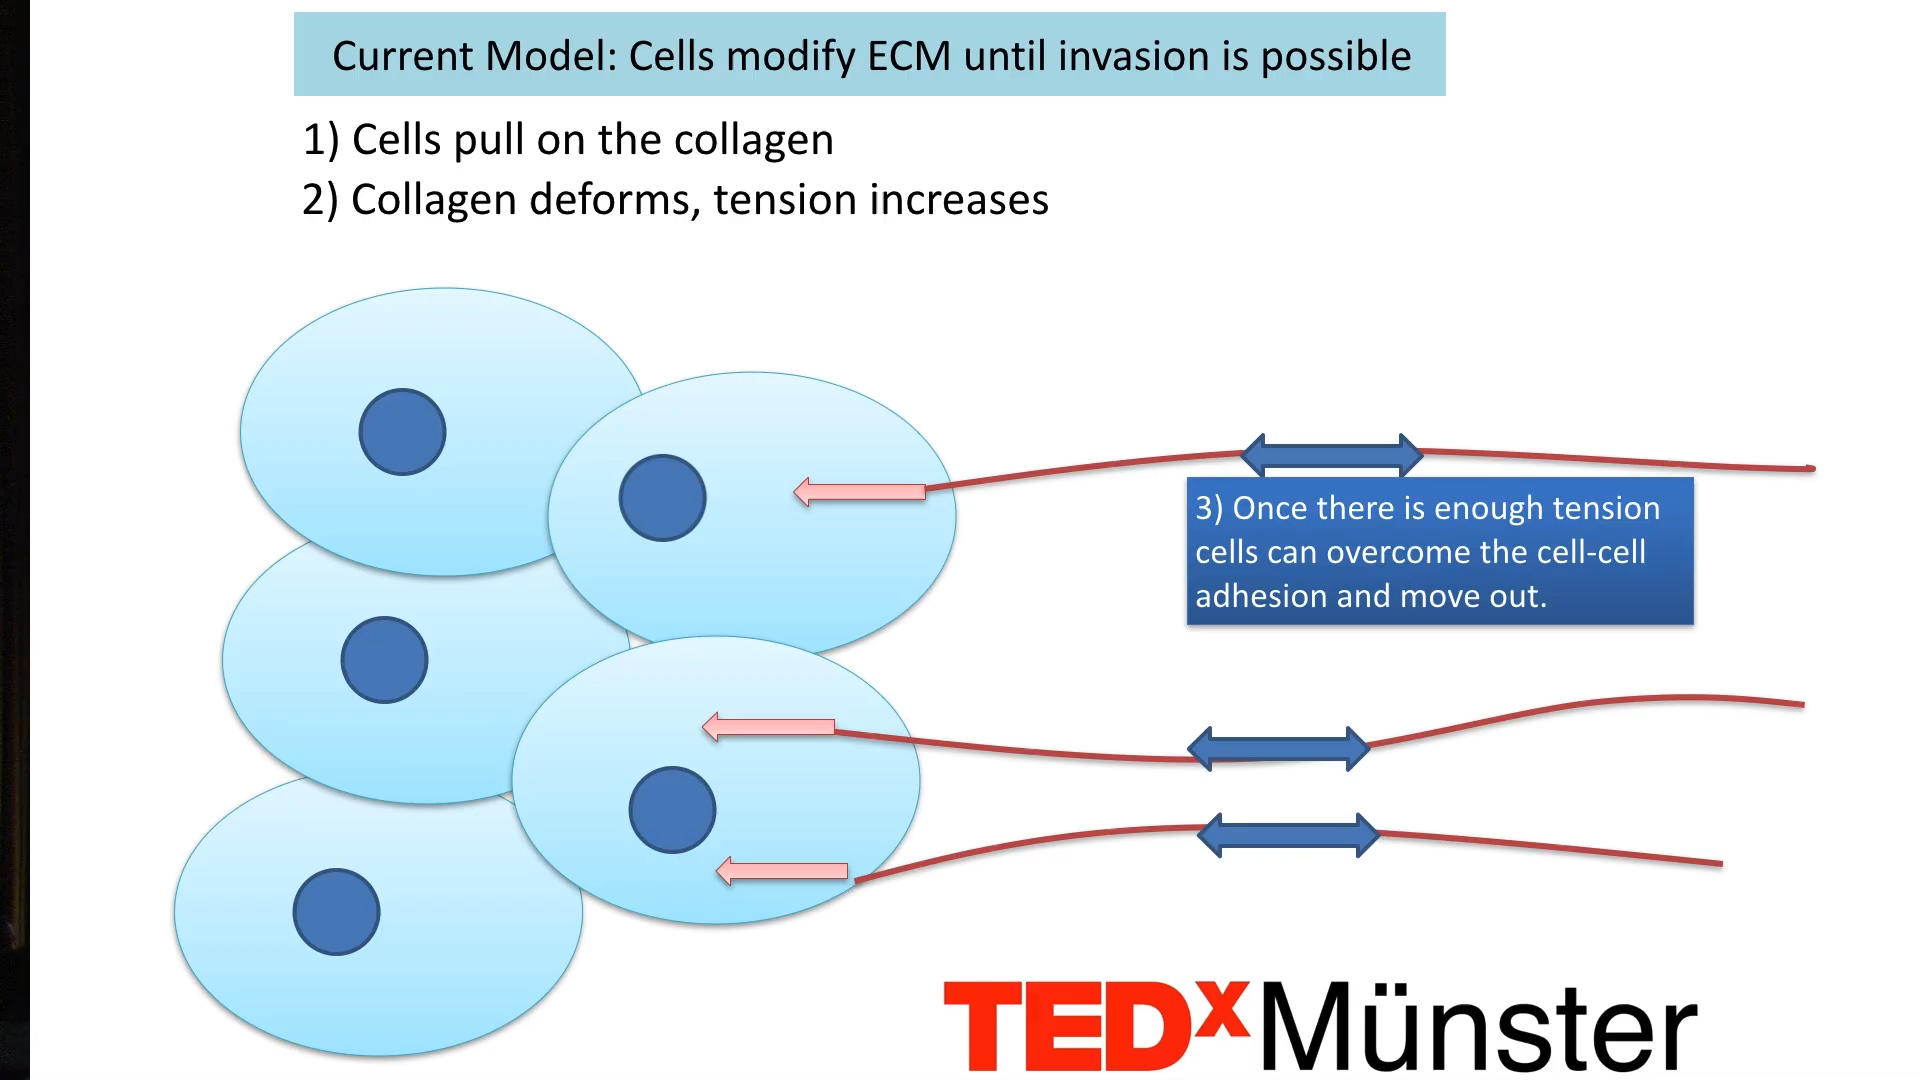 Current Model: Cells modify ECM until invasion is possible
1) Cells pull on the collagen
2) Collagen deforms, tension increases
3) Once there is enough tension
cells can overcome the cell-cell
adhesion and move out.
TEDxMünster